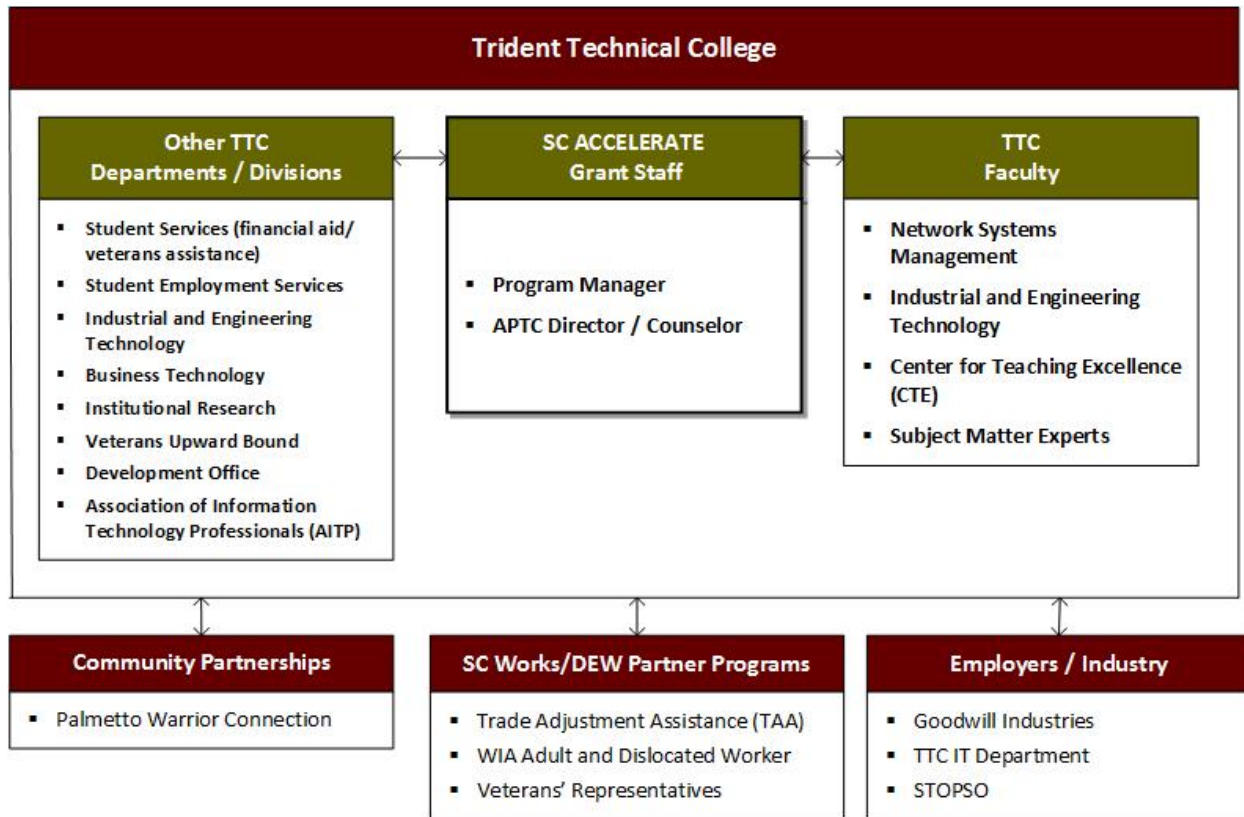 Trident Technical College
Other TTC
Departments / Divisions
▪ Student Services (financial aid/
veterans assistance)
▪ Student Employment Services
▪ Industrial and Engineering
Technology
▪ Business Technology
▪ Institutional Research
▪ Veterans Upward Bound
▪ Development Office
▪ Association of Information
Technology Professionals (AITP)
SC ACCELERATE
Grant Staff
▪ Program Manager
▪ APTC Director / Counselor
TTC
Faculty
▪ Network Systems
Management
▪ Industrial and Engineering
Technology
▪ Center for Teaching Excellence
(CTE)
▪ Subject Matter Experts
Community Partnerships
▪ Palmetto Warrior Connection
SC Works/DEW Partner Programs
▪ Trade Adjustment Assistance (TAA)
▪ WIA Adult and Dislocated Worker
▪ Veterans’ Representatives
Employers / Industry
▪ Goodwill Industries
▪ TTC IT Department
▪ STOPSO